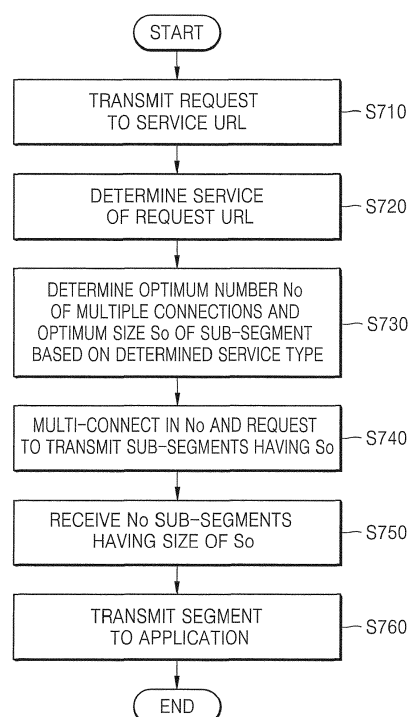 START
TRANSMIT REQUEST
TO SERVICE URL
S710
DETERMINE SERVICE
OF REQUEST URL
S720
DETERMINE OPTIMUM NUMBER No
OF MULTIPLE CONNECTIONS AND
OPTIMUM SIZE So OF SUB-SEGMENT
BASED ON DETERMINED SERVICE TYPE
S730
MULTI-CONNECT IN No AND REQUEST
TO TRANSMIT SUB-SEGMENTS HAVING So
S740
RECEIVE No SUB-SEGMENTS
HAVING SIZE OF So
S750
TRANSMIT SEGMENT
TO APPLICATION
S760
END